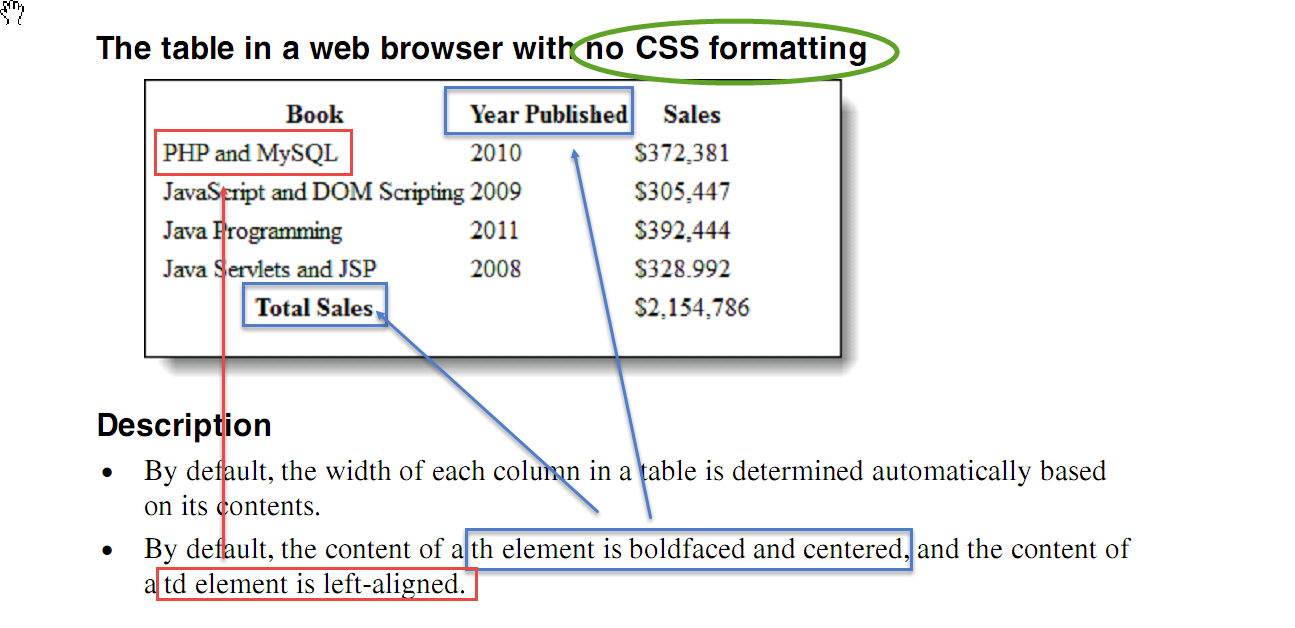 The table in a web browser with no CSS formatting
Book Year Published Sales
PHP and MySQL 2010 $372,381
JavaScript and DOM Scripting 2009 $305,447
Java Programming 2011 $392,444
Java Servlets and JSP 2008 $328.992
Total Sales $2,154,786
Description
• By default, the width of each column in a table is determined automatically based
on its contents.
• By default, the content of a th element is boldfaced and centered, and the content of
a td element is left-aligned.